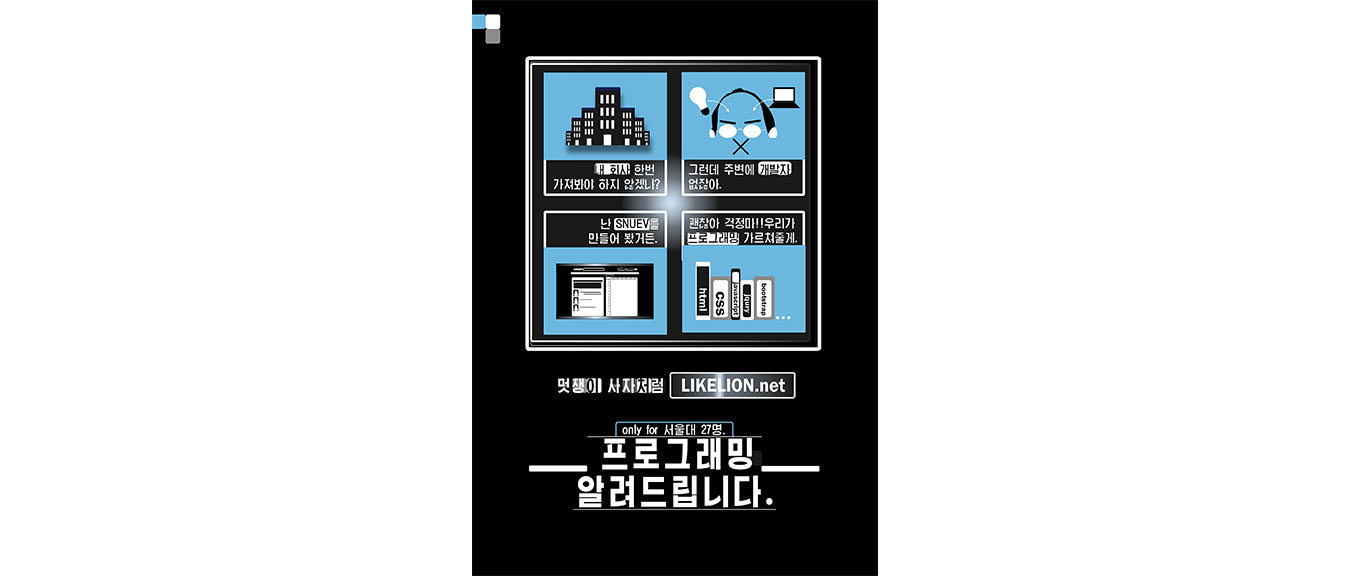 내 회사 한번
가져봐야 하지 않겠니?
그런데 주변에 개발자
없잖아.
난 SNUEV를
만들어 봤거든.
괜찮아 걱정마!!우리가
프로그래밍 가르쳐줄게.
html
css
javascript
jqury
bootstrap
...
멋쟁이 사자처럼 LIKELION.net
only for 서울대 27명.
프로그래밍
알려드립니다.